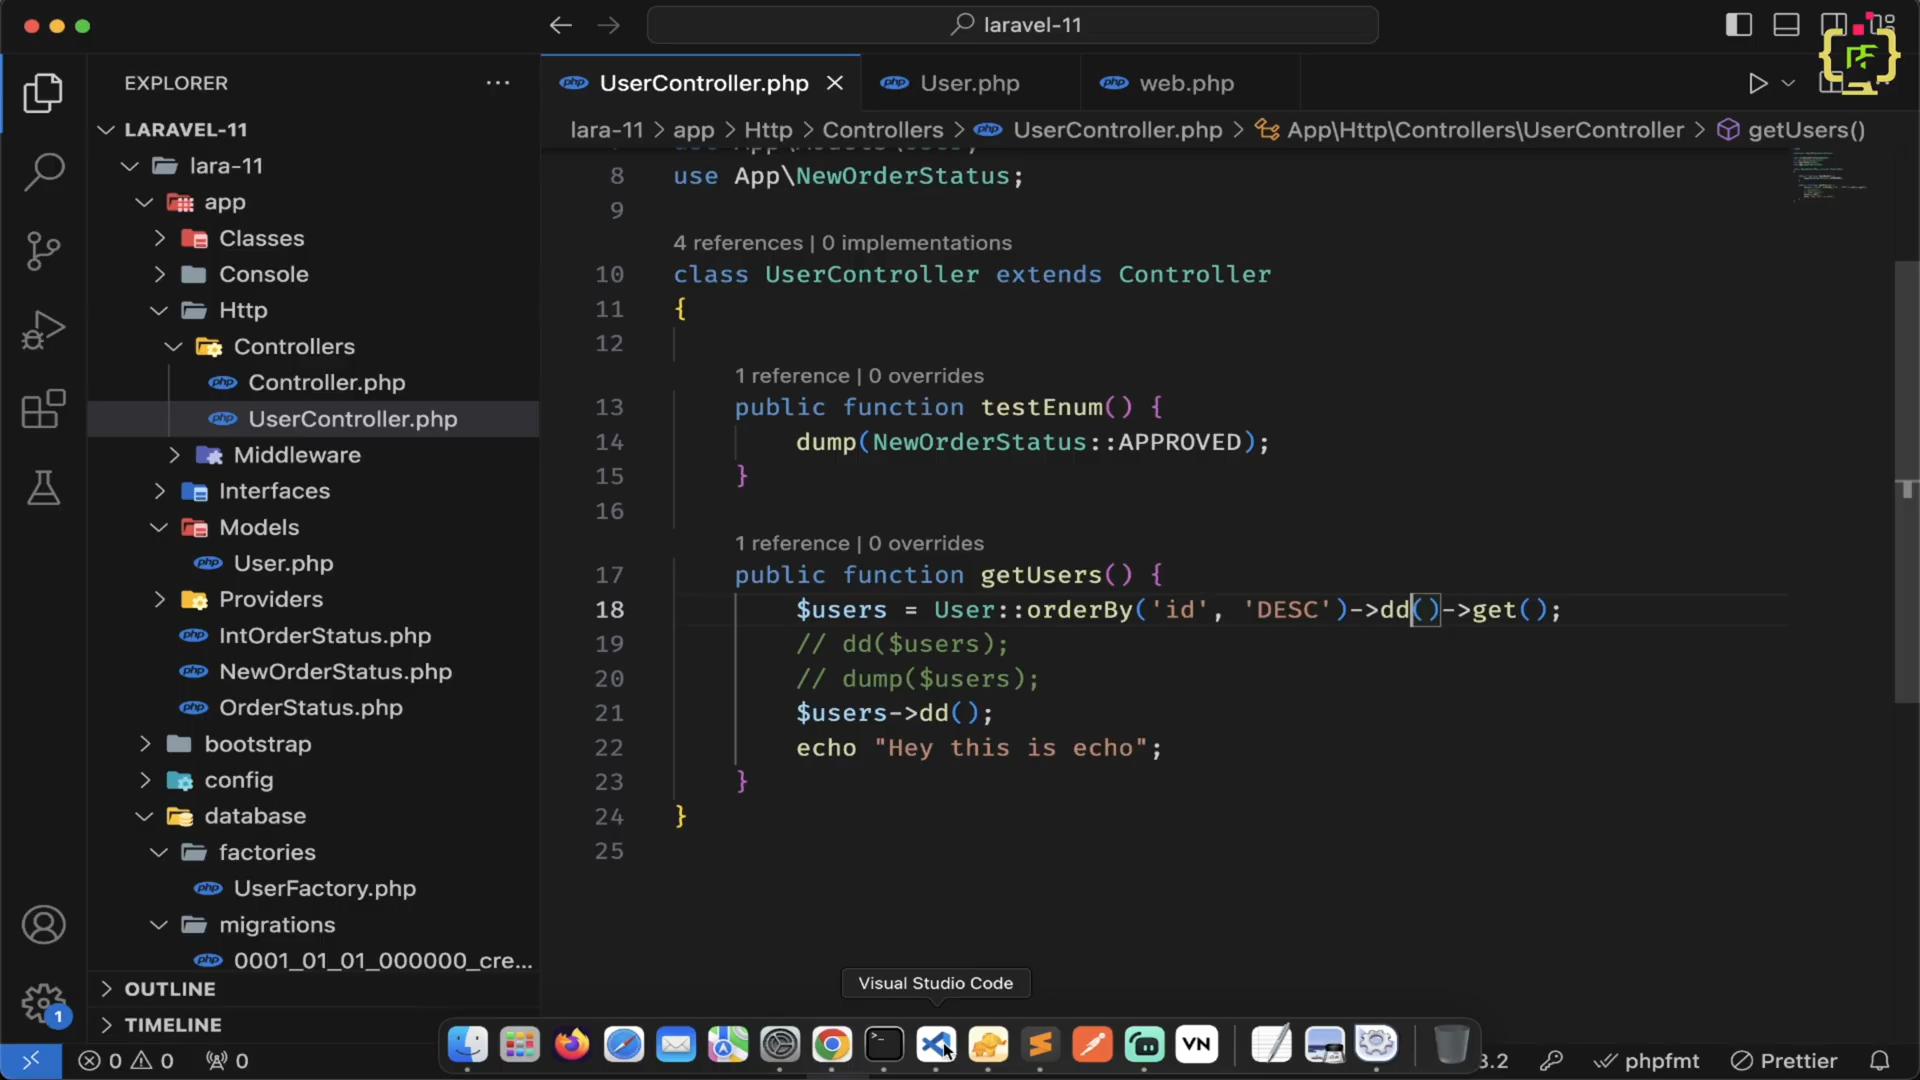 laravel-11
EXPLORER
LARAVEL-11
lara-11
app
Classes
Console
Http
Controllers
Controller.php
UserController.php
Middleware
Interfaces
Models
User.php
Providers
IntOrderStatus.php
NewOrderStatus.php
OrderStatus.php
bootstrap
config
database
factories
UserFactory.php
migrations
0001_01_01_000000_cre...
OUTLINE
TIMELINE
UserController.php
User.php
web.php
lara-11 > app > Http > Controllers > UserController.php > App\Http\Controllers\UserController > getUsers()
8 use App\NewOrderStatus;
9
4 references | 0 implementations
10 class UserController extends Controller
11 {
12
1 reference | 0 overrides
13 public function testEnum() {
14 dump(NewOrderStatus::APPROVED);
15 }
16
1 reference | 0 overrides
17 public function getUsers() {
18 $users = User::orderBy('id', 'DESC')->dd()->get();
19 // dd($users);
20 // dump($users);
21 $users->dd();
22 echo "Hey this is echo";
23 }
24 }
25
Visual Studio Code
VN
1
0 0 0
3.2
phpfmt
Prettier